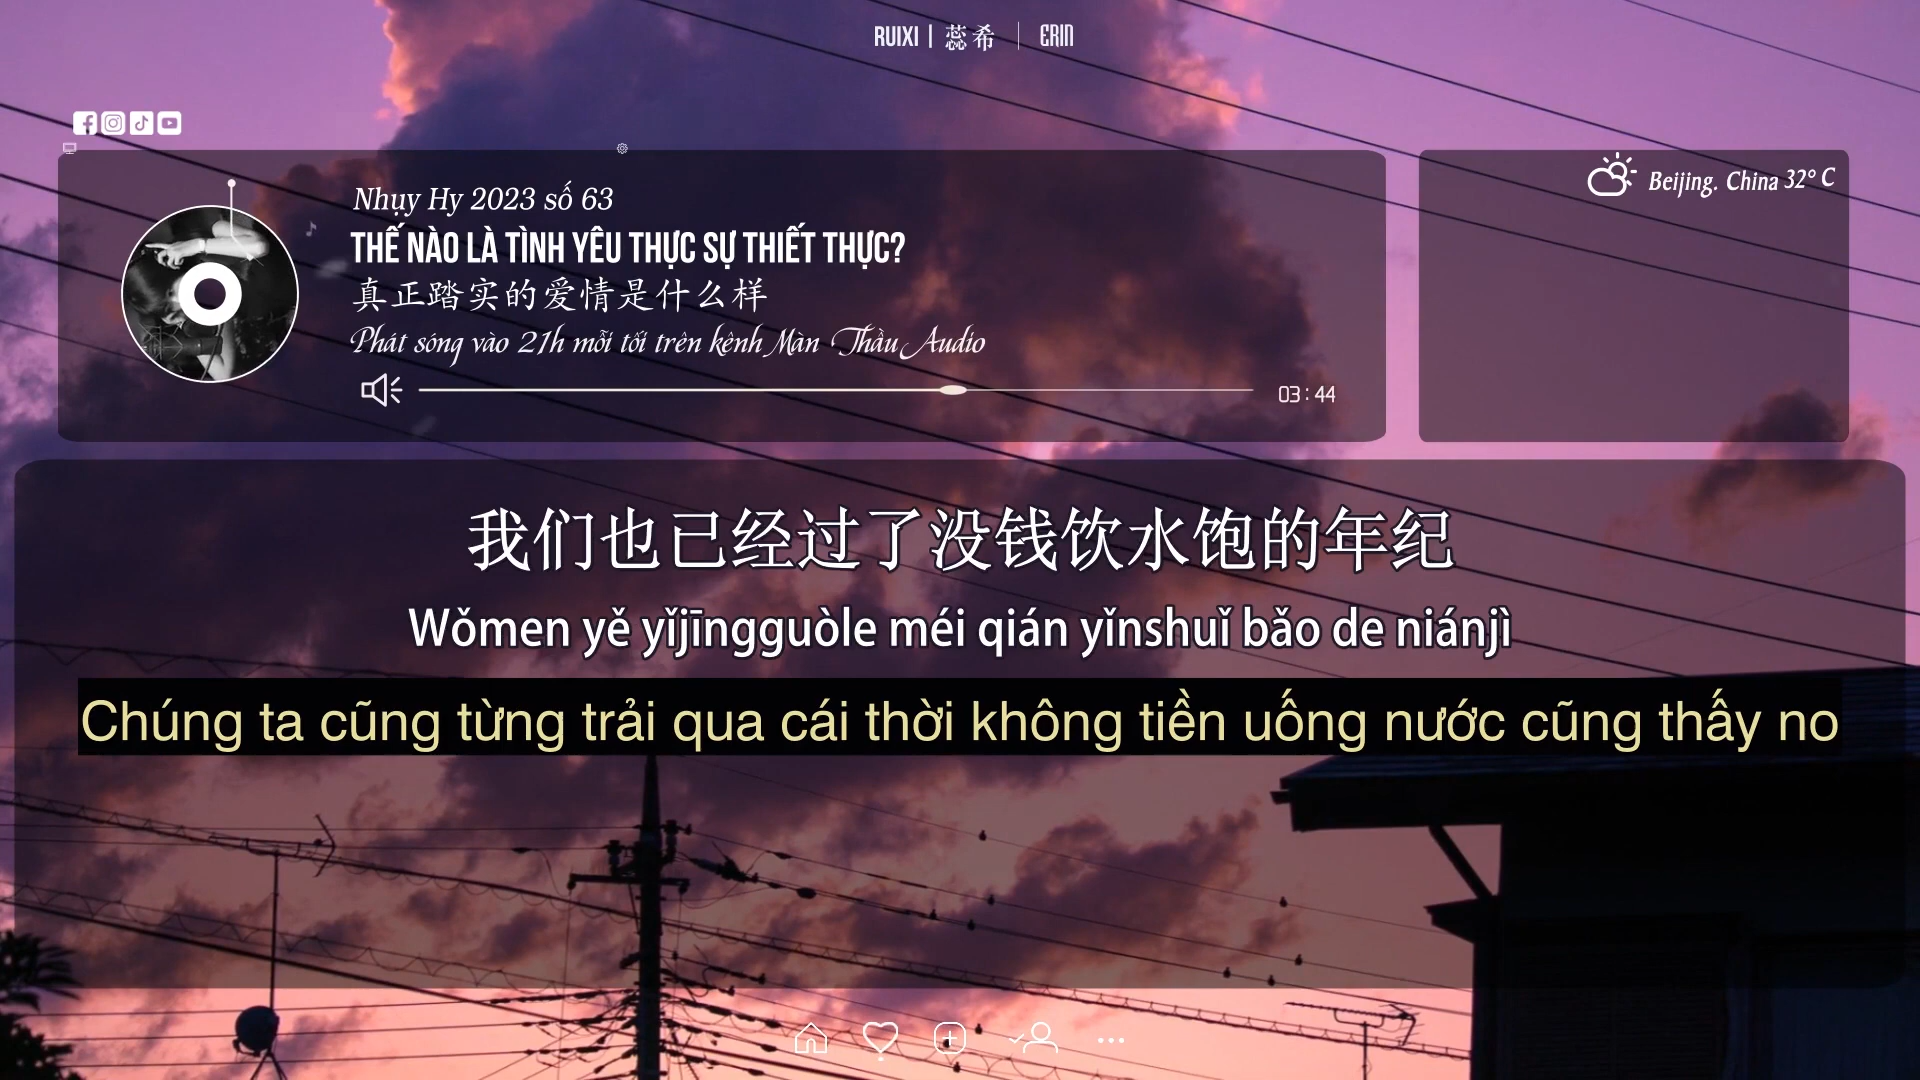 RUIXI | 蕊希 | ERIN
Nhụy Hy 2023 số 63
THẾ NÀO LÀ TÌNH YÊU THỰC SỰ THIẾT THỰC?
真正踏实的爱情是什么样
Phát sóng vào 21h mỗi tối trên kênh Màn Thầu Audio
03:44
Beijing. China 32° C
我们也已经过了没钱饮水饱的年纪
Wǒmen yě yǐjīngguòle méi qián yǐnshuǐ bǎo de niánjì
Chúng ta cũng từng trải qua cái thời không tiền uống nước cũng thấy no